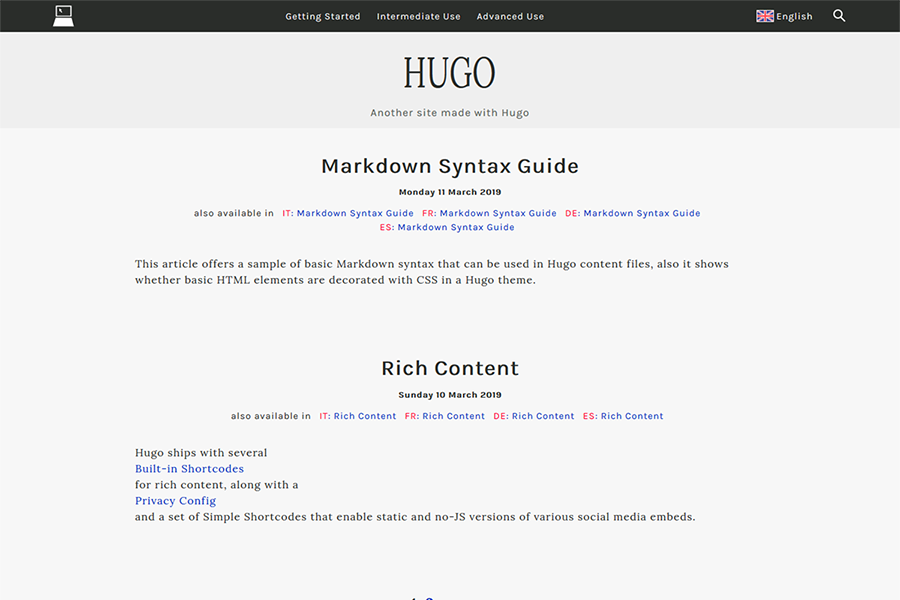 Getting Started Intermediate Use Advanced Use English
HUGO
Another site made with Hugo
Markdown Syntax Guide
Monday 11 March 2019
also available in IT: Markdown Syntax Guide FR: Markdown Syntax Guide DE: Markdown Syntax Guide
ES: Markdown Syntax Guide
This article offers a sample of basic Markdown syntax that can be used in Hugo content files, also it shows
whether basic HTML elements are decorated with CSS in a Hugo theme.
Rich Content
Sunday 10 March 2019
also available in IT: Rich Content FR: Rich Content DE: Rich Content ES: Rich Content
Hugo ships with several
Built-in Shortcodes
for rich content, along with a
Privacy Config
and a set of Simple Shortcodes that enable static and no-JS versions of various social media embeds.